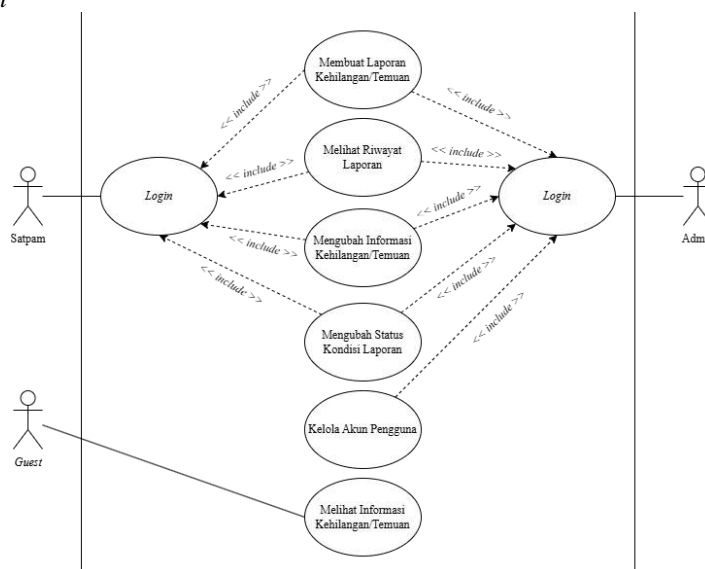 Membuat Laporan
Kehilangan/Temuan
<< include >>
<< include >>
Melihat Riwayat
Laporan
<< include >>
<< include >>
Login
Login
<< include >>
Satpam
Adm
Mengubah Informasi
Kehilangan/Temuan
<< include >>
<< include >>
<< include >>
Mengubah Status
Kondisi Laporan
<< include >>
Kelola Akun Pengguna
Guest
Melihat Informasi
Kehilangan/Temuan